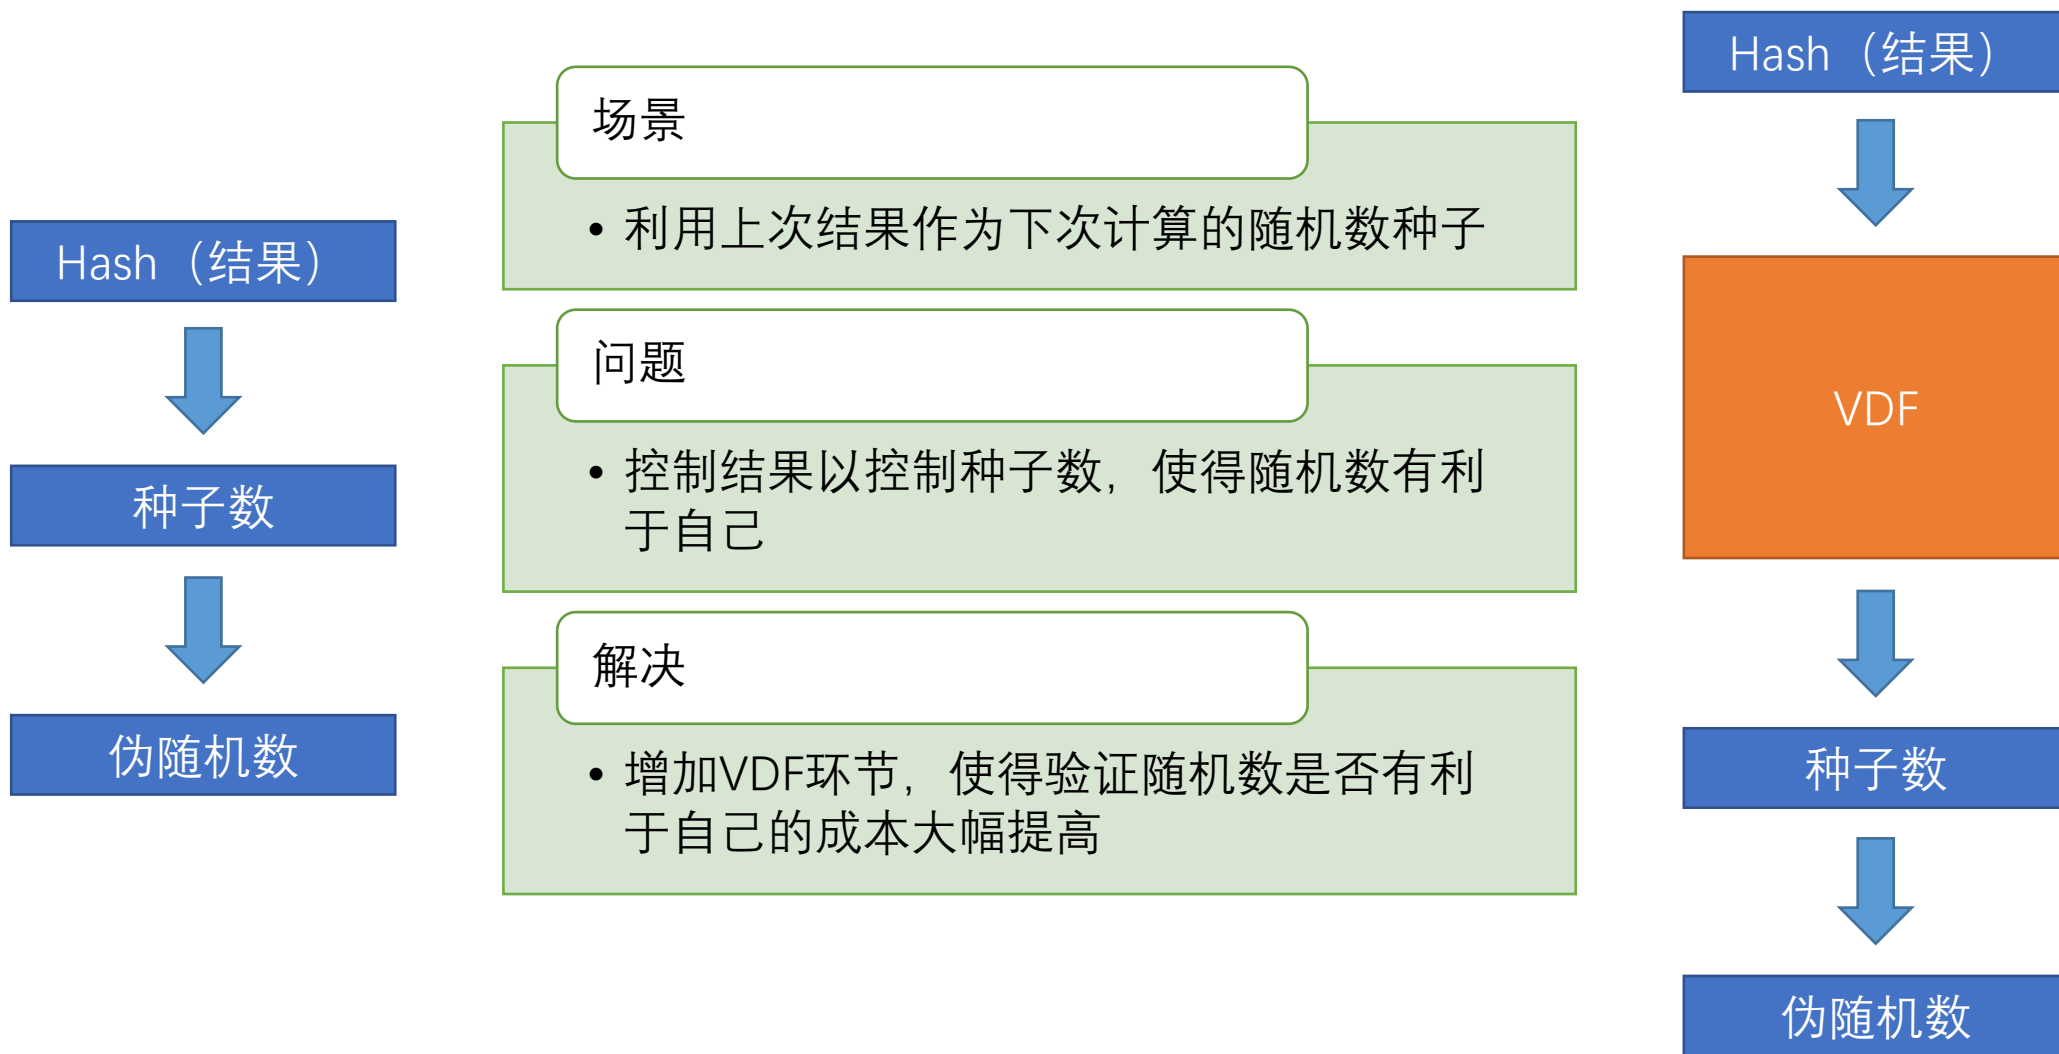 Hash（结果）
种子数
伪随机数
场景
• 利用上次结果作为下次计算的随机数种子
问题
• 控制结果以控制种子数，使得随机数有利
于自己
解决
• 增加VDF环节，使得验证随机数是否有利
于自己的成本大幅提高
Hash（结果）
VDF
种子数
伪随机数